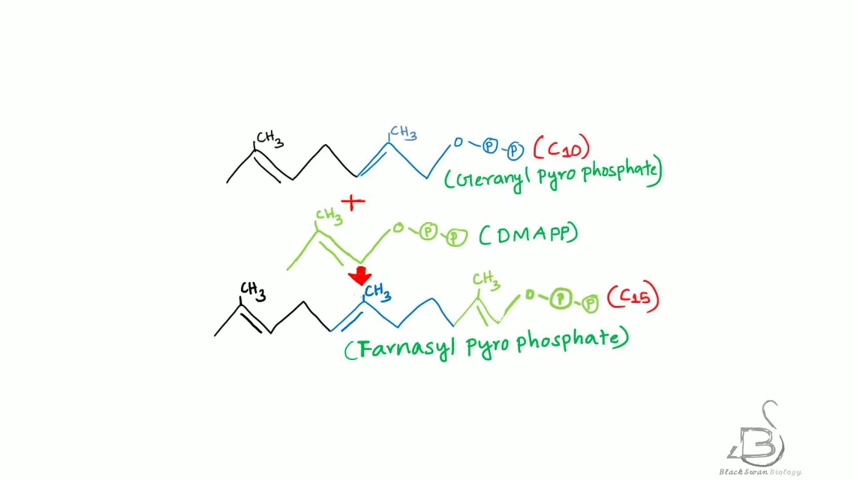 CH3 CH3
O P P (C10)
(Geranyl pyro phosphate)
+
CH3
O P P (DMAPP)
CH3 CH3 CH3
O P P (C15)
(Farnasyl pyro phosphate)
B
BlackSwan Biology